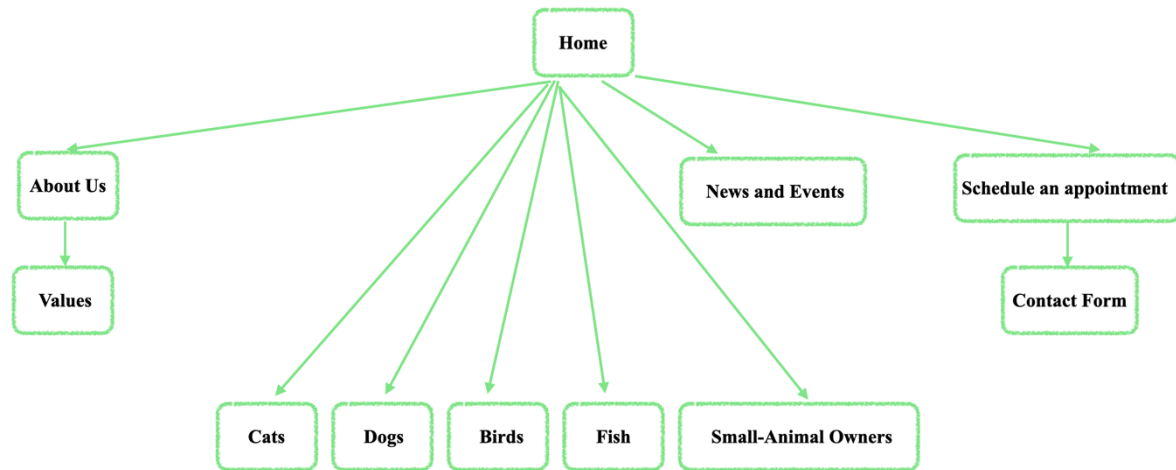 Home
About Us
News and Events
Schedule an appointment
Values
Contact Form
Cats
Dogs
Birds
Fish
Small-Animal Owners